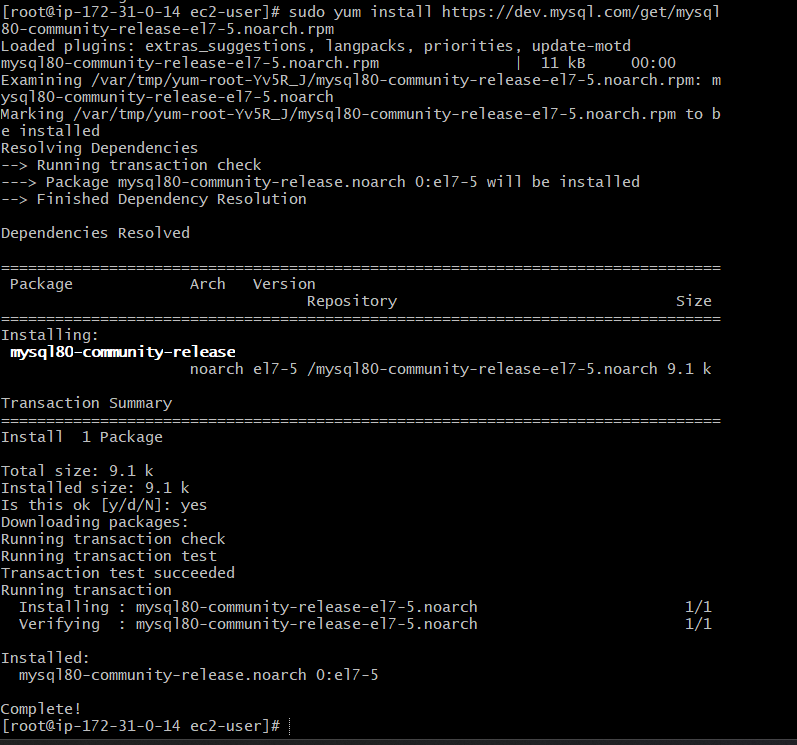 [root@ip-172-31-0-14 ec2-user]# sudo yum install https://dev.mysql.com/get/mysql
80-community-release-el7-5.noarch.rpm
Loaded plugins: extras_suggestions, langpacks, priorities, update-motd
mysql80-community-release-el7-5.noarch.rpm                 |  11 kB     00:00
Examining /var/tmp/yum-root-Yv5R_J/mysql80-community-release-el7-5.noarch.rpm: m
ysql80-community-release-el7-5.noarch
Marking /var/tmp/yum-root-Yv5R_J/mysql80-community-release-el7-5.noarch.rpm to b
e installed
Resolving Dependencies
--> Running transaction check
---> Package mysql80-community-release.noarch 0:el7-5 will be installed
--> Finished Dependency Resolution
Dependencies Resolved
================================================================================
Package             Arch   Version
Repository                               Size
================================================================================
Installing:
mysql80-community-release
noarch el7-5 /mysql80-community-release-el7-5.noarch 9.1 k
Transaction Summary
================================================================================
Install  1 Package
Total size: 9.1 k
Installed size: 9.1 k
Is this ok [y/d/N]: yes
Downloading packages:
Running transaction check
Running transaction test
Transaction test succeeded
Running transaction
Installing : mysql80-community-release-el7-5.noarch                       1/1
Verifying  : mysql80-community-release-el7-5.noarch                       1/1
Installed:
mysql80-community-release.noarch 0:el7-5
Complete!
[root@ip-172-31-0-14 ec2-user]#